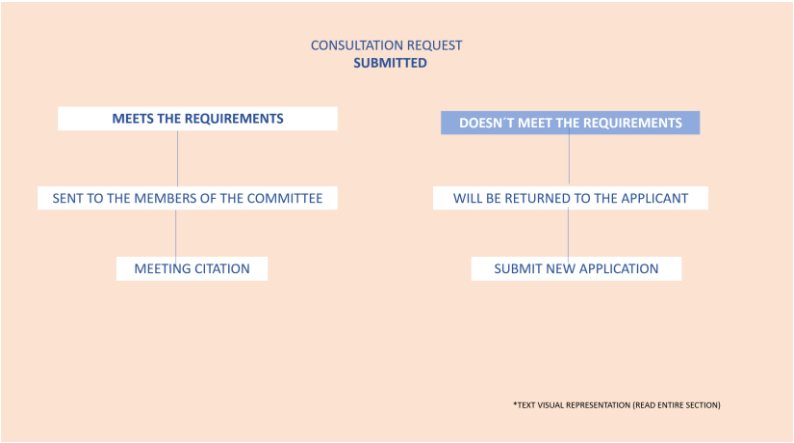 CONSULTATION REQUEST
SUBMITTED
MEETS THE REQUIREMENTS
DOESN´T MEET THE REQUIREMENTS
SENT TO THE MEMBERS OF THE COMMITTEE
WILL BE RETURNED TO THE APPLICANT
MEETING CITATION
SUBMIT NEW APPLICATION
*TEXT VISUAL REPRESENTATION (READ ENTIRE SECTION)